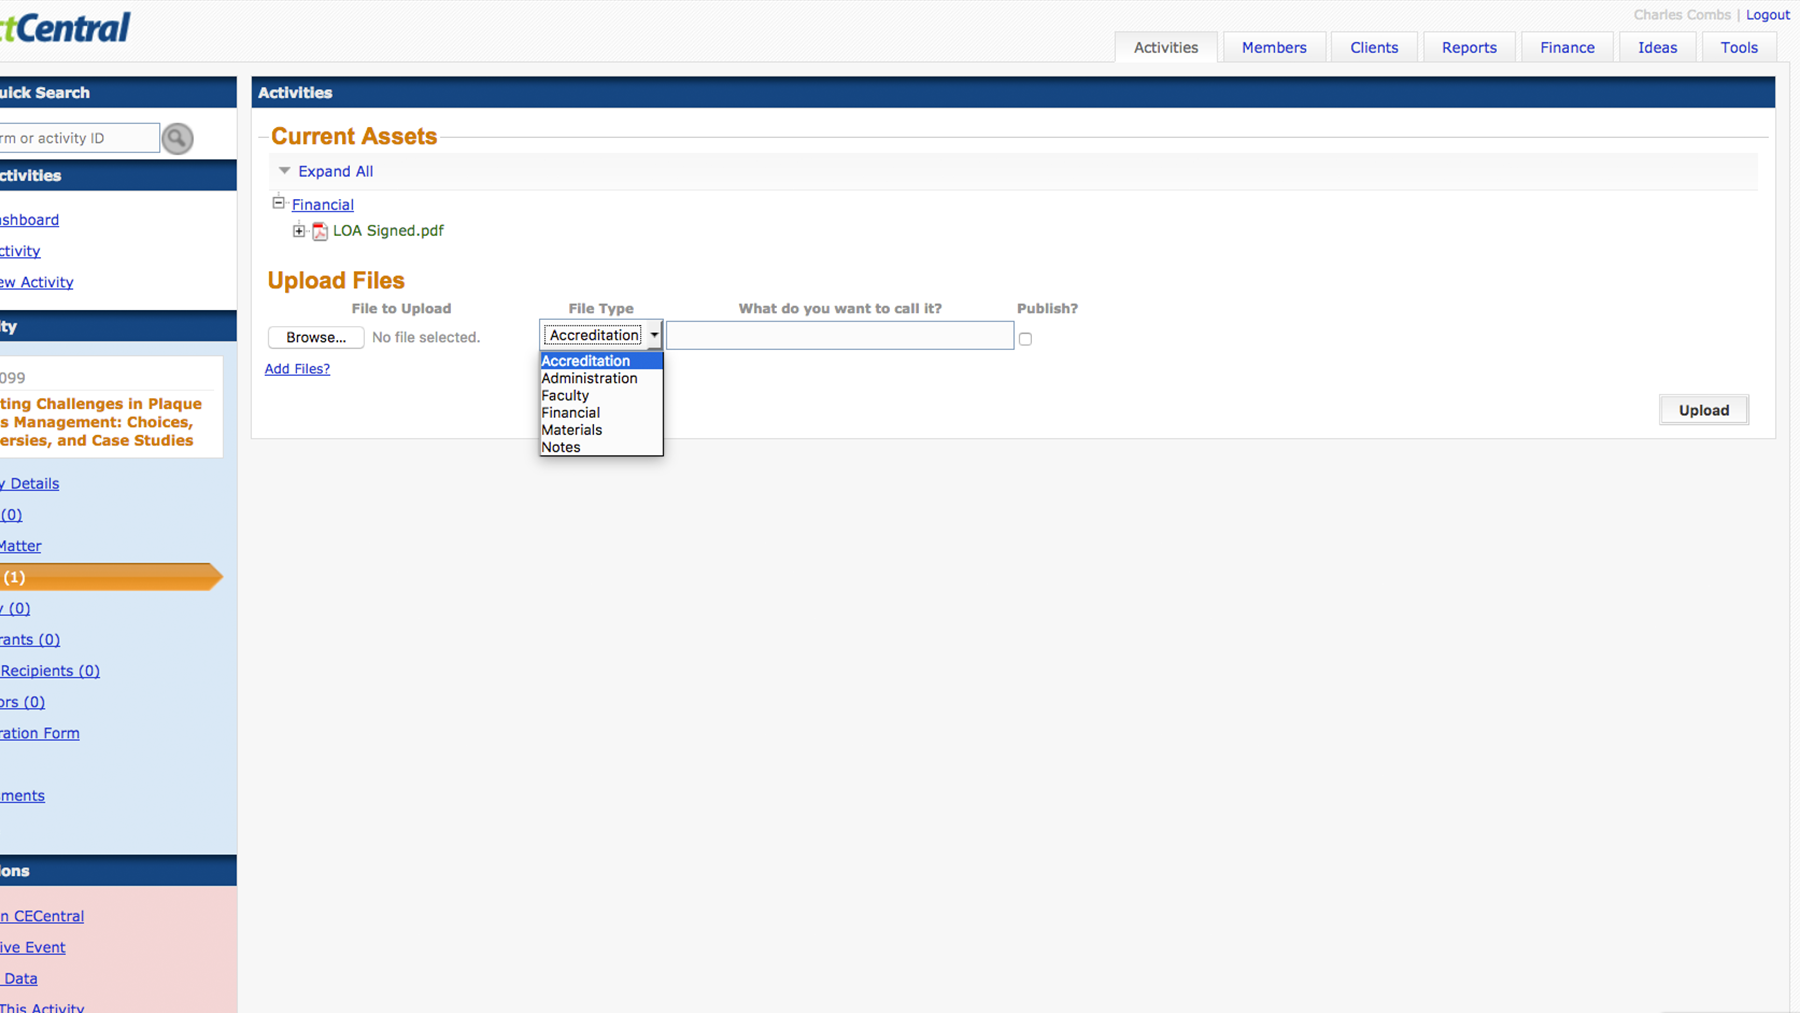 ctCentral
Charles Combs | Logout
Activities
Members
Clients
Reports
Finance
Ideas
Tools
uick Search
rm or activity ID
ctivities
ashboard
ctivity
ew Activity
ty
099
ting Challenges in Plaque
s Management: Choices,
ersies, and Case Studies
y Details
(0)
Matter
(1)
y (0)
rants (0)
Recipients (0)
ors (0)
ration Form
ments
ions
n CECentral
ive Event
Data
This Activity
Activities
Current Assets
Expand All
Financial
LOA Signed.pdf
Upload Files
File to Upload
File Type
What do you want to call it?
Publish?
Browse...
No file selected.
Accreditation
Accreditation
Administration
Faculty
Financial
Materials
Notes
Add Files?
Upload